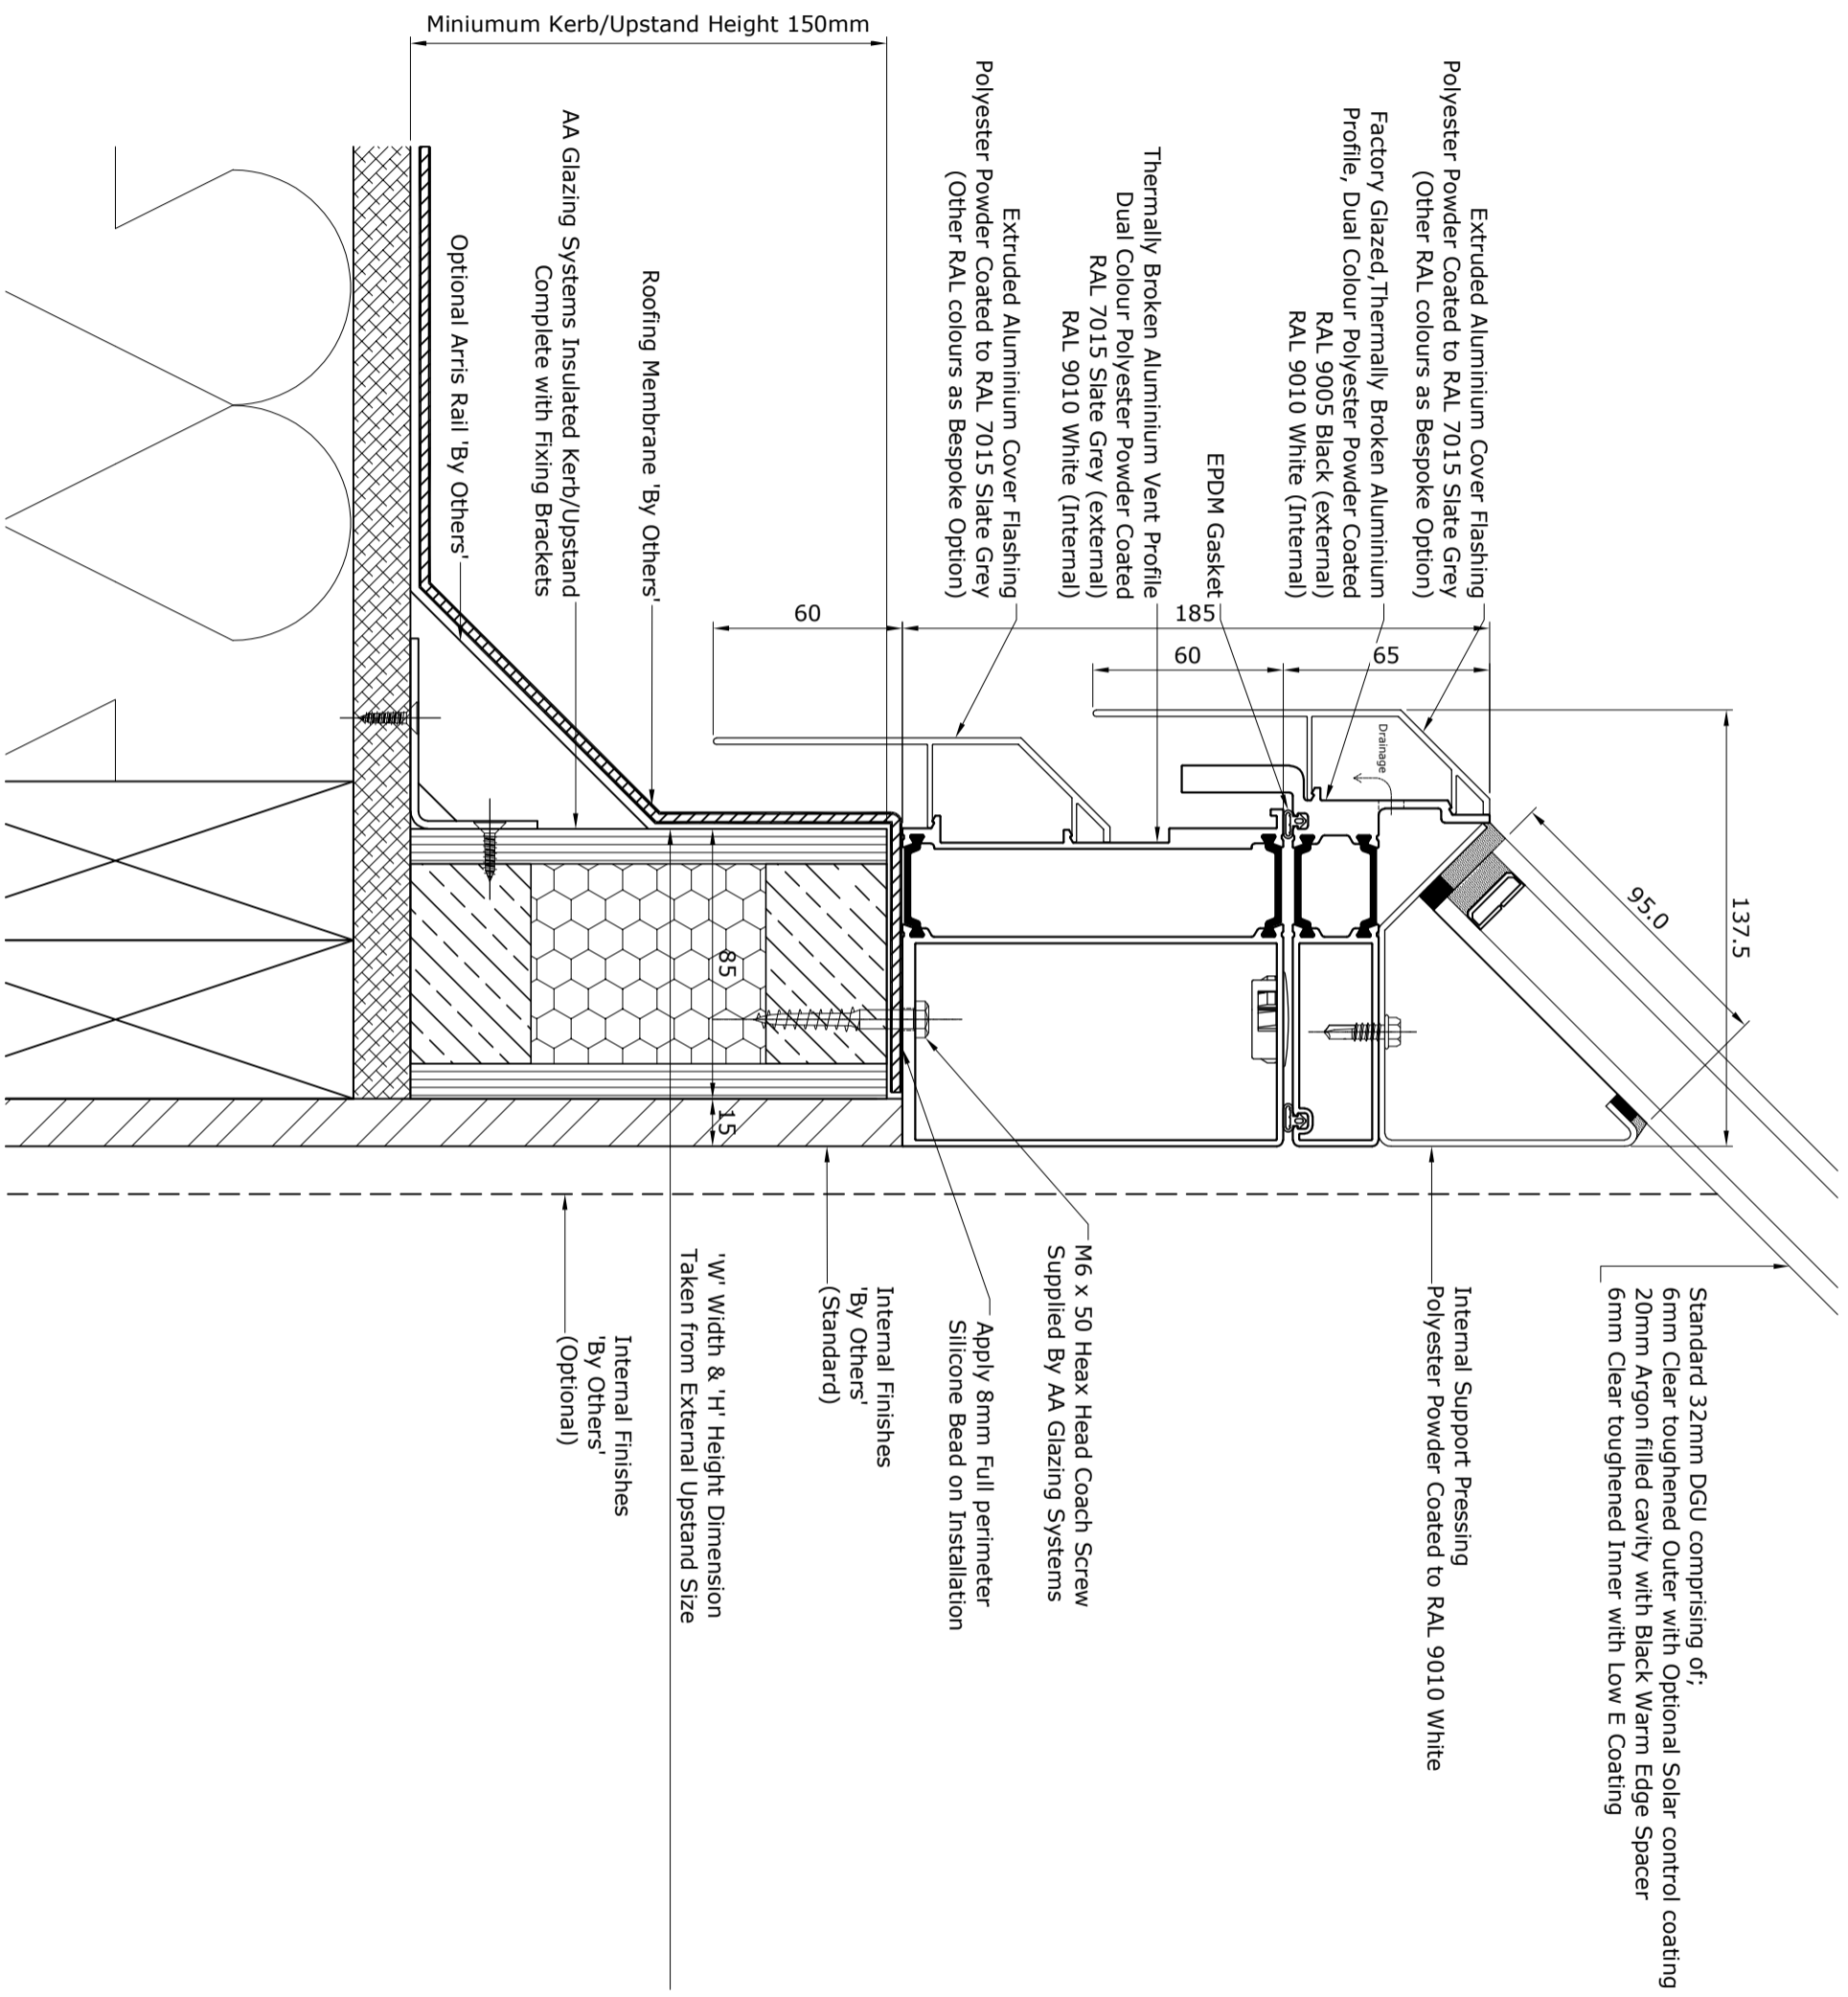 Miniumum Kerb/Upstand Height 150mm
Extruded Aluminium Cover Flashing
Polyester Powder Coated to RAL 7015 Slate Grey
(Other RAL colours as Bespoke Option)
Factory Glazed,Thermally Broken Aluminium
Profile, Dual Colour Polyester Powder Coated
RAL 9005 Black (external)
RAL 9010 White (Internal)
EPDM Gasket
Thermally Broken Aluminium Vent Profile
Dual Colour Polyester Powder Coated
RAL 7015 Slate Grey (external)
RAL 9010 White (Internal)
Extruded Aluminium Cover Flashing
Polyester Powder Coated to RAL 7015 Slate Grey
(Other RAL colours as Bespoke Option)
Roofing Membrane 'By Others'
AA Glazing Systems Insulated Kerb/Upstand
Complete with Fixing Brackets
Optional Arris Rail 'By Others'
60
185
60
65
Drainage
137.5
95.0
85
15
Standard 32mm DGU comprising of;
6mm Clear toughened Outer with Optional Solar control coating
20mm Argon filled cavity with Black Warm Edge Spacer
6mm Clear toughened Inner with Low E Coating
Internal Support Pressing
Polyester Powder Coated to RAL 9010 White
M6 x 50 Heax Head Coach Screw
Supplied By AA Glazing Systems
Apply 8mm Full perimeter
Silicone Bead on Installation
Internal Finishes
'By Others'
(Standard)
'W' Width & 'H' Height Dimension
Taken from External Upstand Size
Internal Finishes
'By Others'
(Optional)